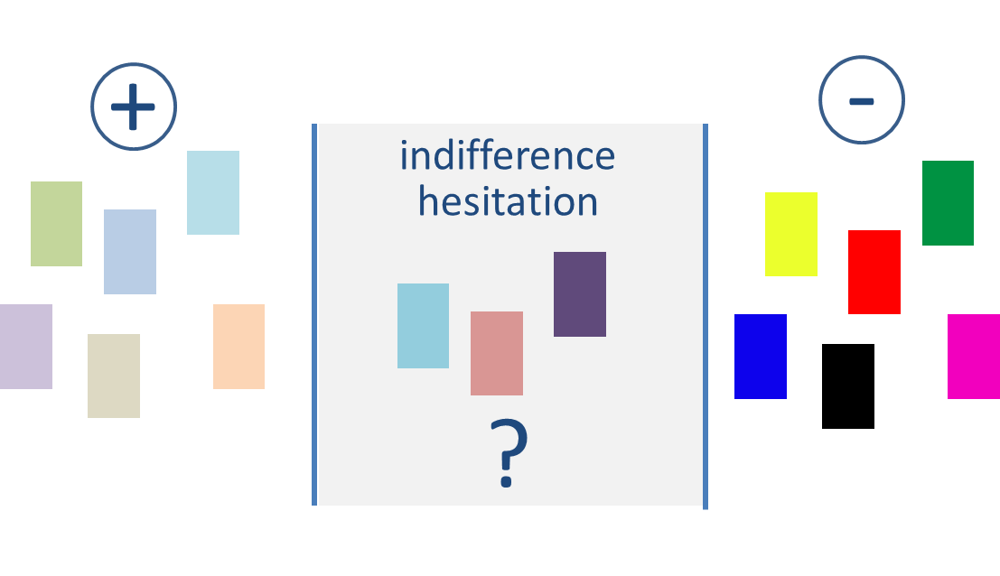 +
-
indifference
hesitation
?